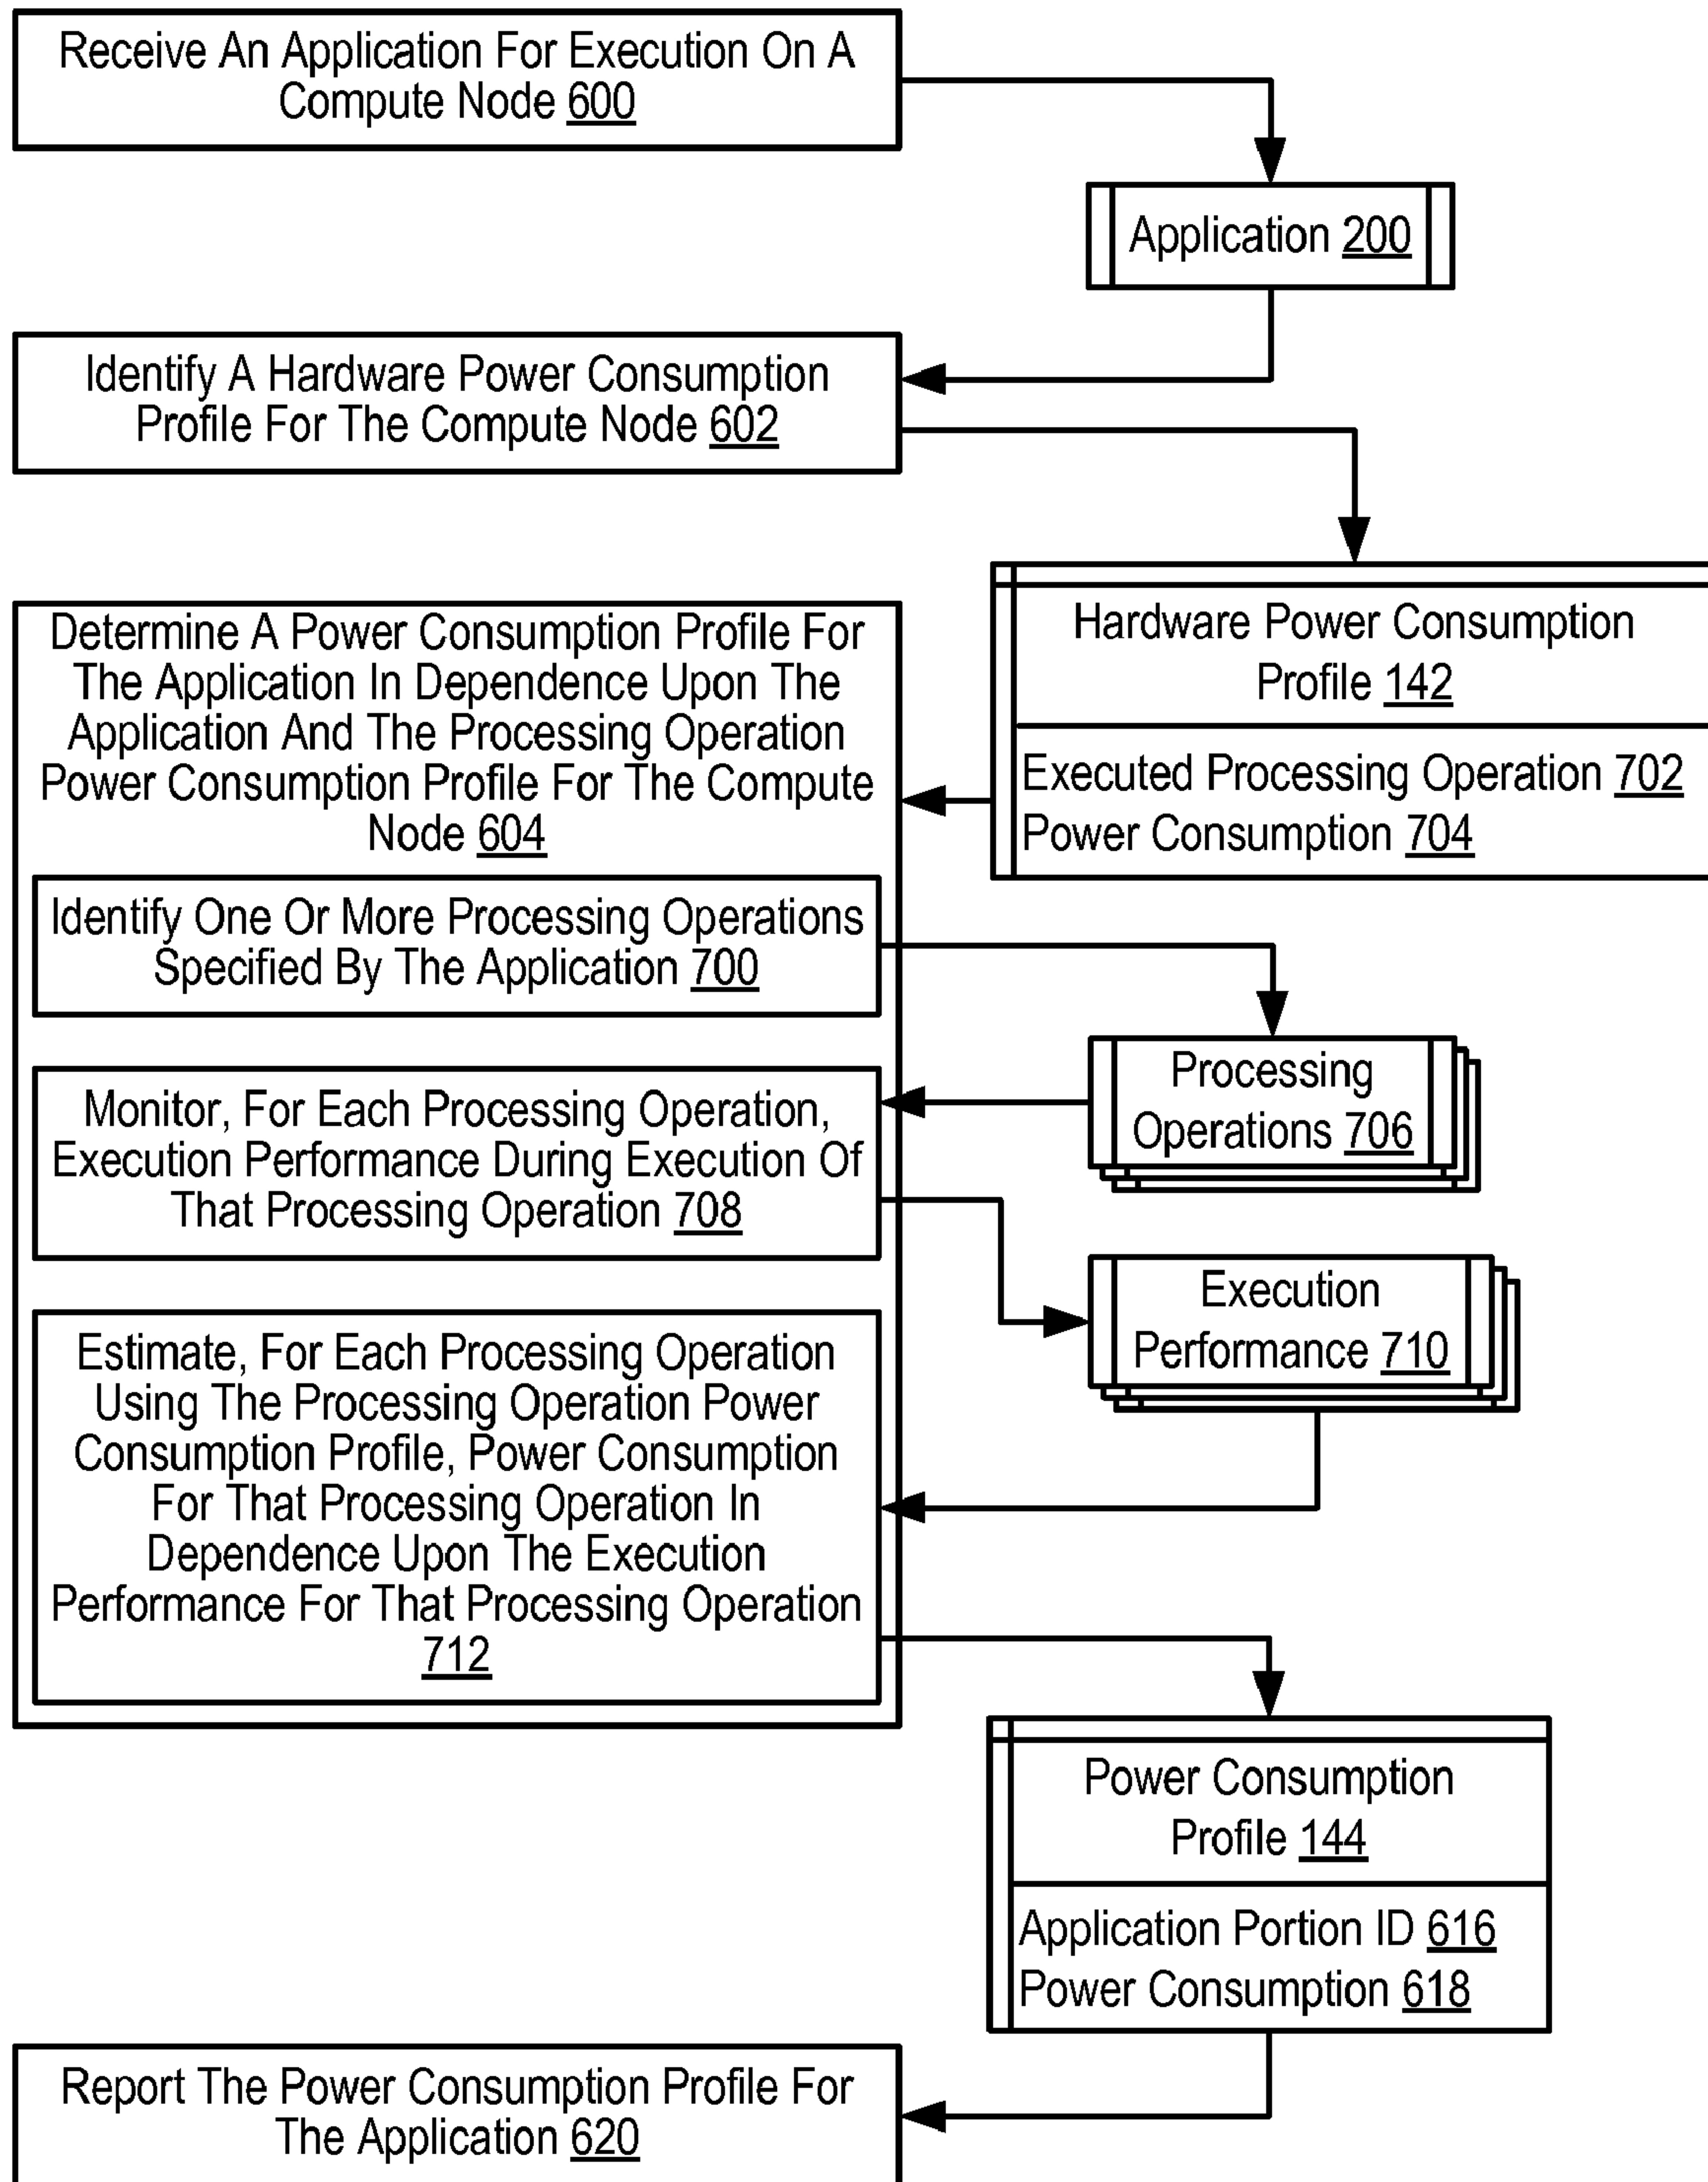 Receive An Application For Execution On A
Compute Node 600
Application 200
Identify A Hardware Power Consumption
Profile For The Compute Node 602
Hardware Power Consumption
Profile 142
Executed Processing Operation 702
Power Consumption 704
Determine A Power Consumption Profile For
The Application In Dependence Upon The
Application And The Processing Operation
Power Consumption Profile For The Compute
Node 604
Identify One Or More Processing Operations
Specified By The Application 700
Processing
Operations 706
Monitor, For Each Processing Operation,
Execution Performance During Execution Of
That Processing Operation 708
Execution
Performance 710
Estimate, For Each Processing Operation
Using The Processing Operation Power
Consumption Profile, Power Consumption
For That Processing Operation In
Dependence Upon The Execution
Performance For That Processing Operation
712
Power Consumption
Profile 144
Application Portion ID 616
Power Consumption 618
Report The Power Consumption Profile For
The Application 620